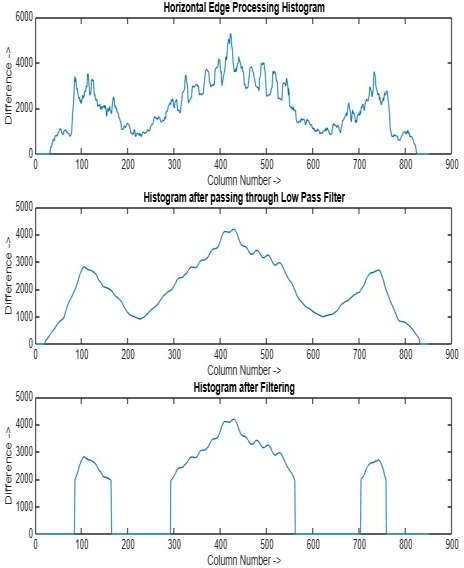 Horizontal Edge Processing Histogram
6000
4000
2000
0
Difference -->
0 100 200 300 400 500 600 700 800 900
Column Number ->
Histogram after passing through Low Pass Filter
5000
4000
3000
2000
1000
0
Difference -->
0 100 200 300 400 500 600 700 800 900
Column Number ->
Histogram after Filtering
5000
4000
3000
2000
1000
0
Difference -->
0 100 200 300 400 500 600 700 800 900
Column Number ->